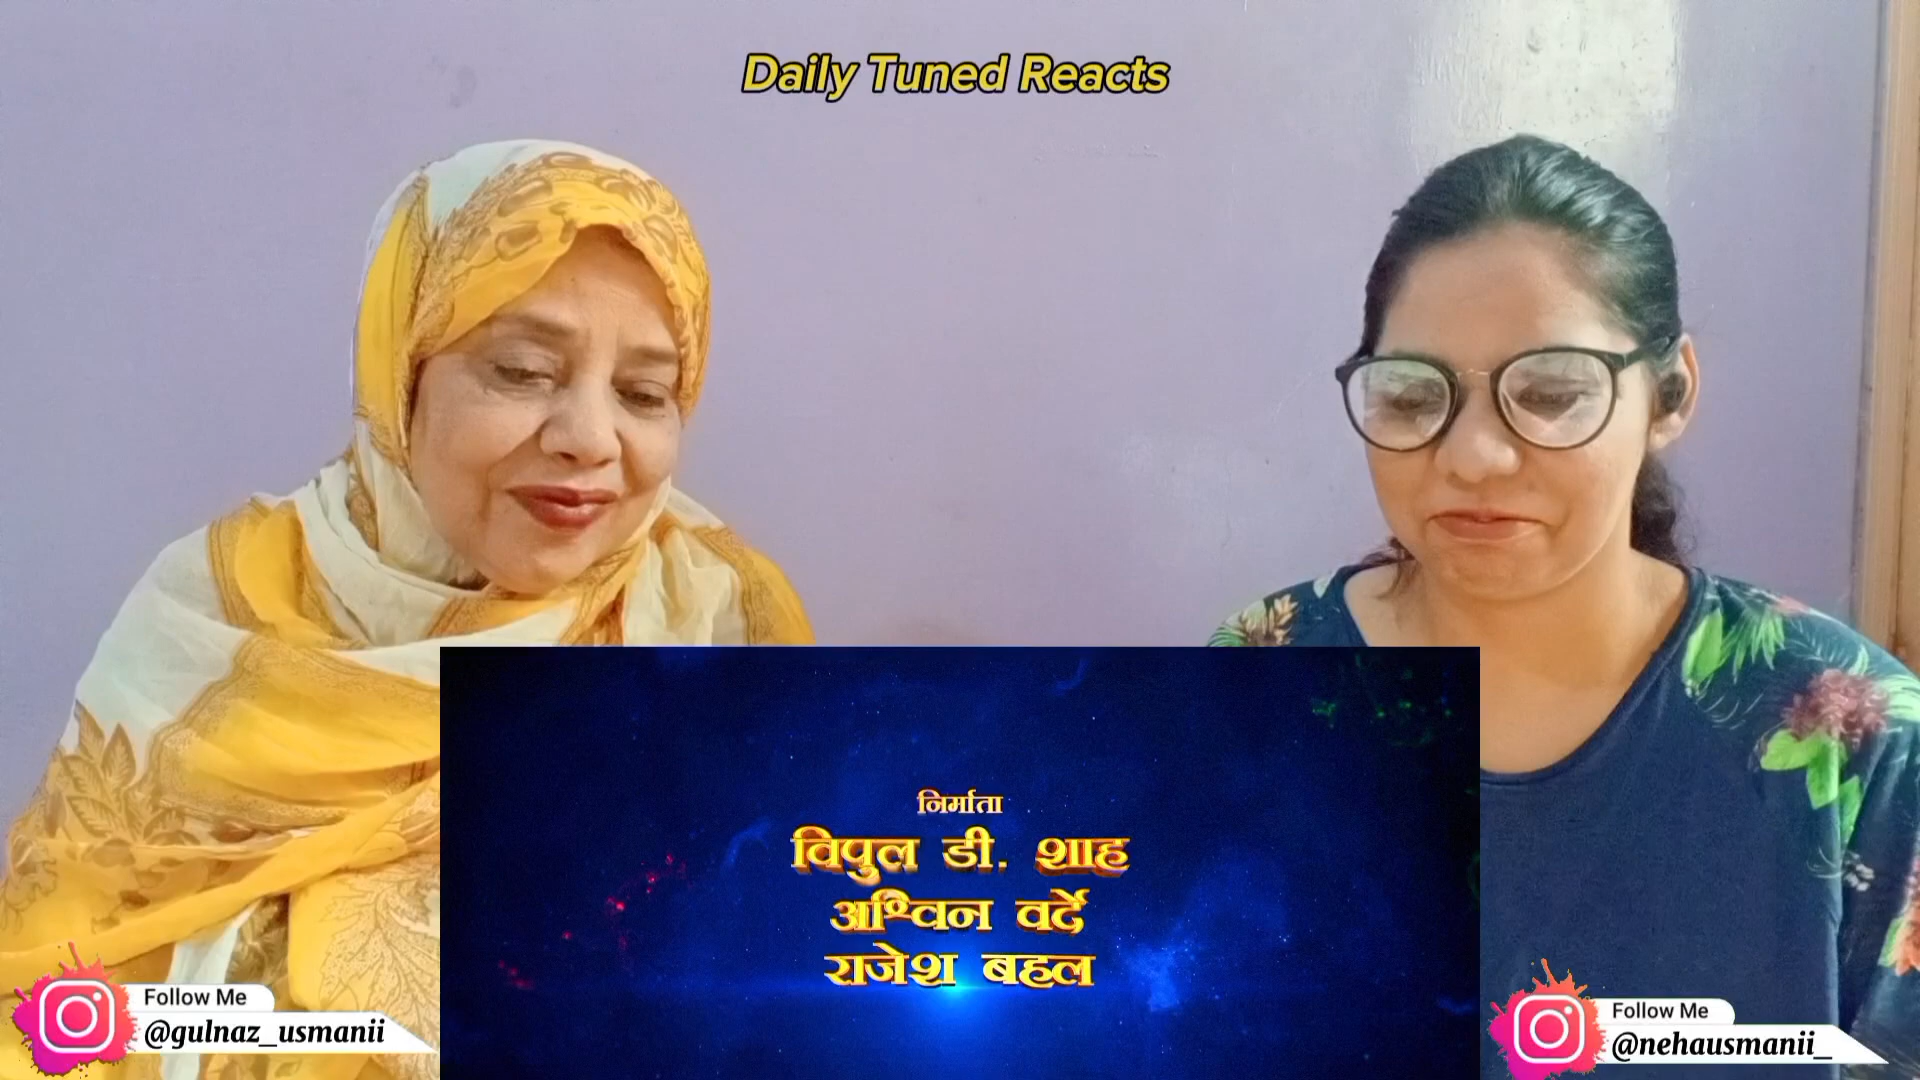 Daily Tuned Reacts
निर्माता
विपुल डी. शाह
अश्विन वर्दे
राजेश बहल
Follow Me
@gulnaz_usmanii
Follow Me
@nehausmanii_